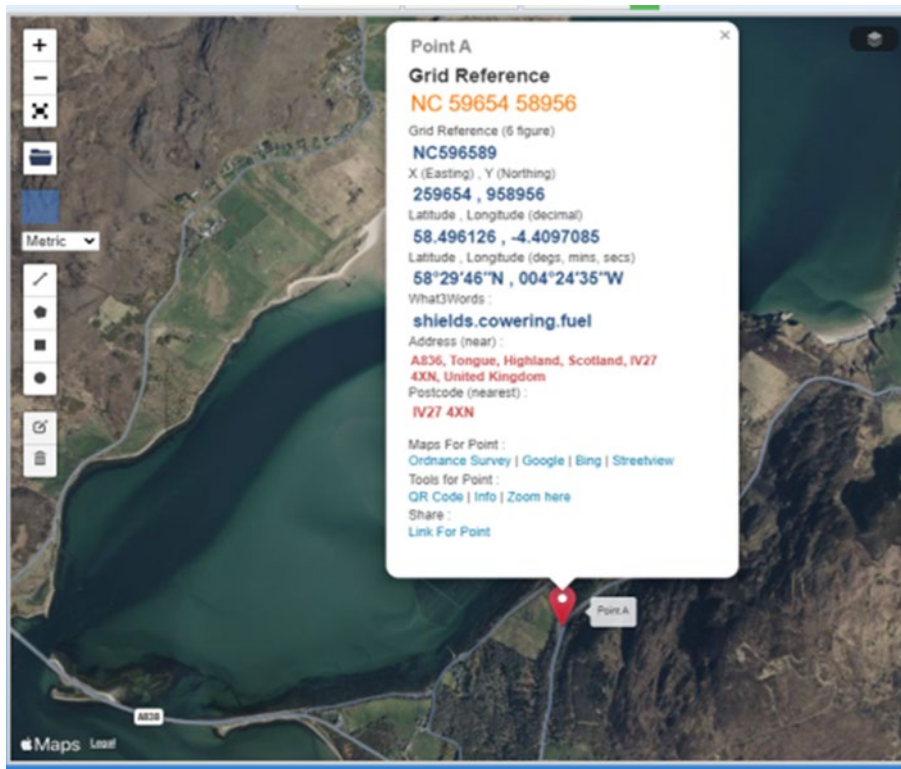 Point A
×
Grid Reference
NC 59654 58956
Grid Reference (6 figure)
NC596589
X (Easting) , Y (Northing)
259654 , 958956
Latitude , Longitude (decimal)
58.496126 , -4.4097085
Latitude , Longitude (degs, mins, secs)
58°29'46"N , 004°24'35"W
What3Words :
shields.cowering.fuel
Address (near) :
A836, Tongue, Highland, Scotland, IV27
4XN, United Kingdom
Postcode (nearest) :
IV27 4XN
Maps For Point :
Ordnance Survey | Google | Bing | Streetview
Tools for Point :
QR Code | Info | Zoom here
Share :
Link For Point
Metric
Point A
A838
Maps Legal